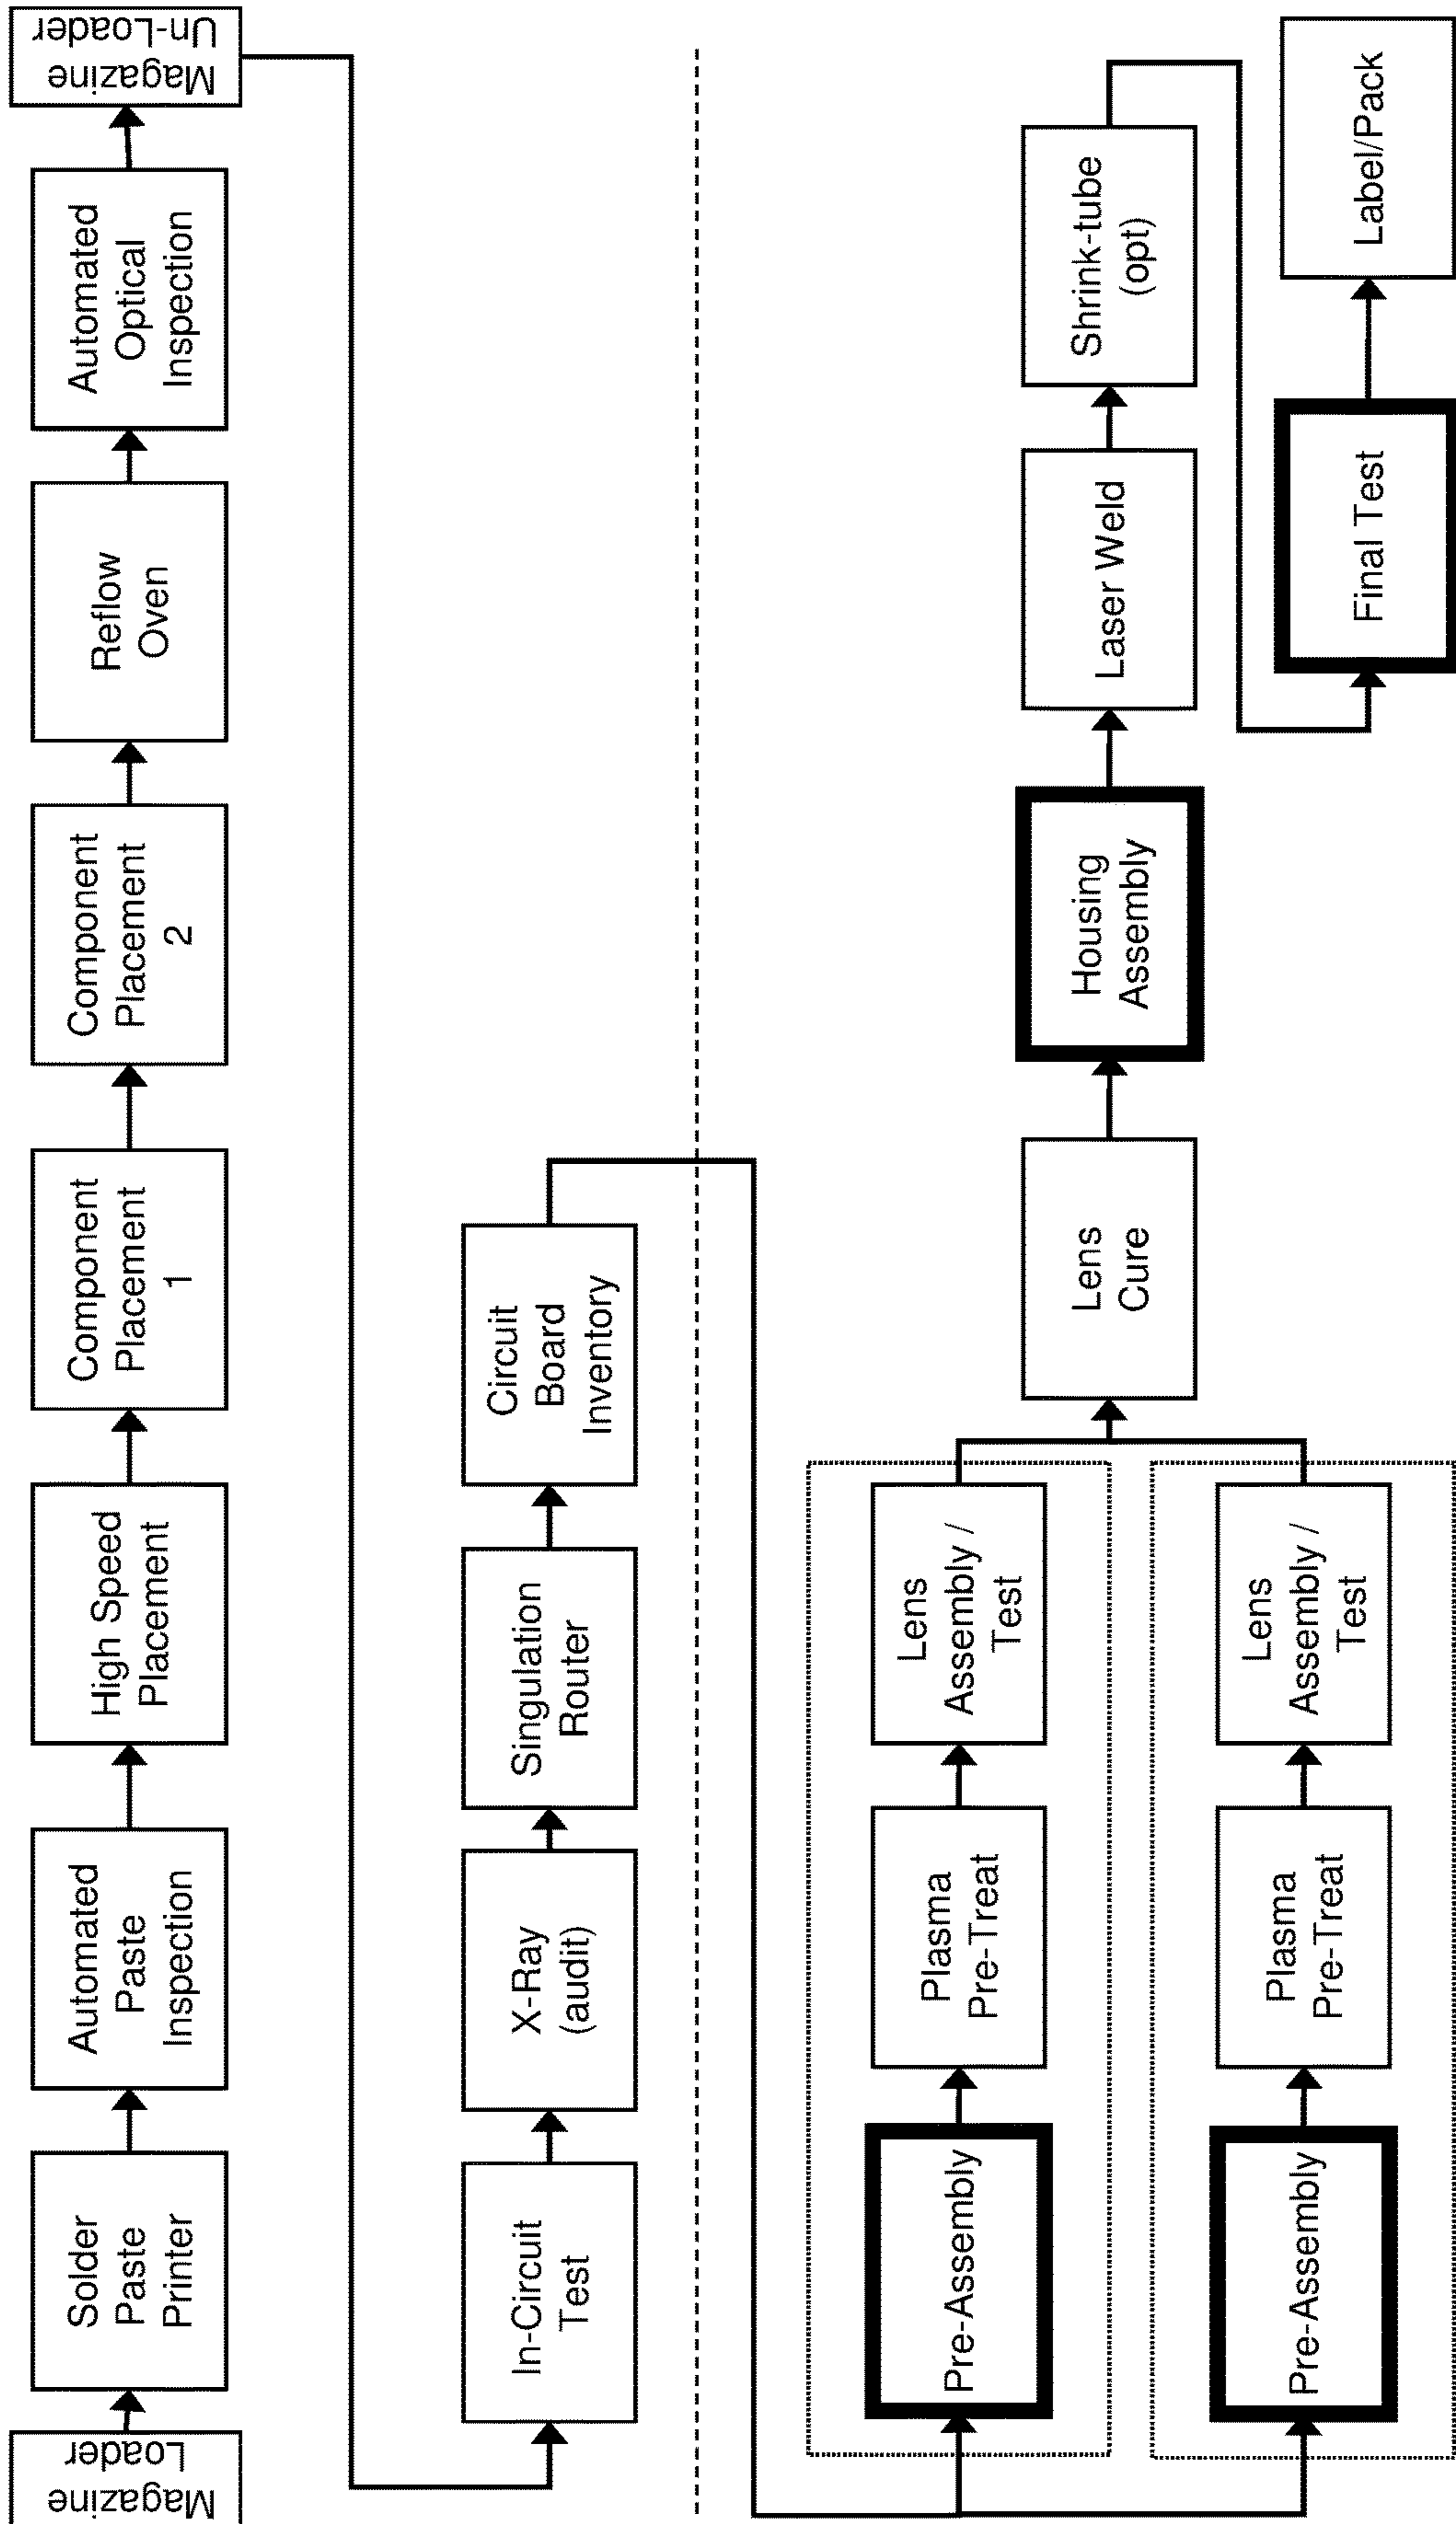 Magazine
Loader
Solder
Paste
Printer
Automated
Paste
Inspection
High Speed
Placement
Component
Placement
1
Component
Placement
2
Reflow
Oven
Automated
Optical
Inspection
Magazine
Un-Loader
In-Circuit
Test
X-Ray
(audit)
Singulation
Router
Circuit
Board
Inventory
Pre-Assembly
Plasma
Pre-Treat
Lens
Assembly /
Test
Pre-Assembly
Plasma
Pre-Treat
Lens
Assembly /
Test
Lens
Cure
Housing
Assembly
Laser Weld
Shrink-tube
(opt)
Final Test
Label/Pack